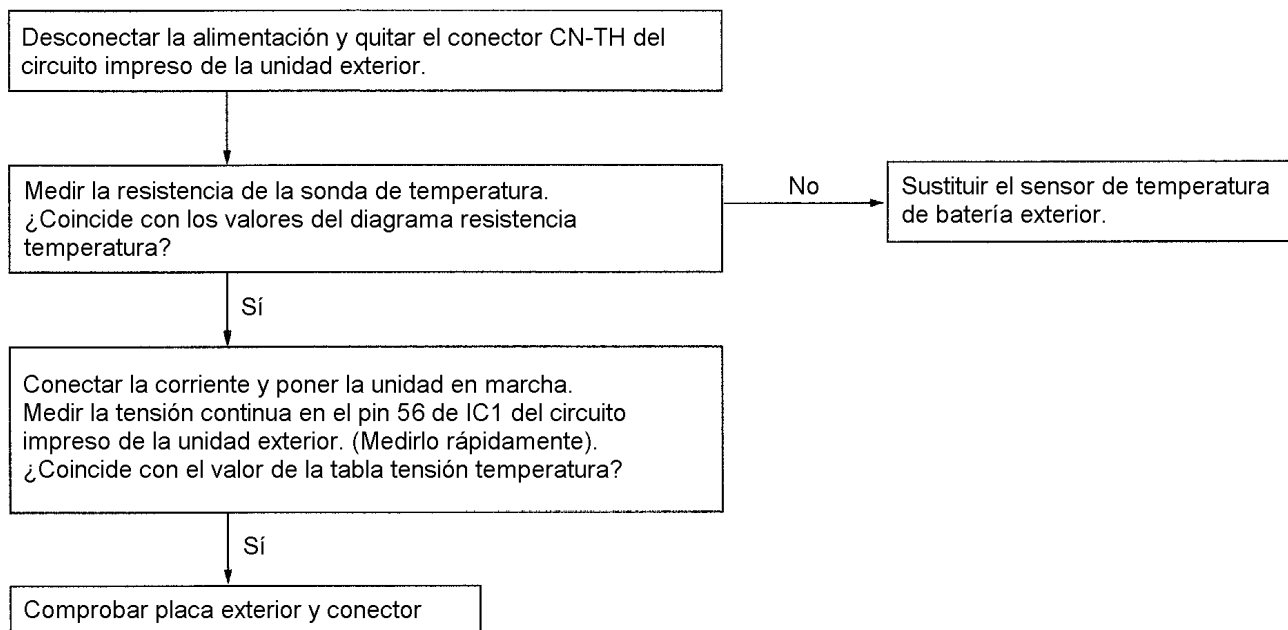 Desconectar la alimentación y quitar el conector CN-TH del
circuito impreso de la unidad exterior.
Medir la resistencia de la sonda de temperatura.
¿Coincide con los valores del diagrama resistencia
temperatura?
No
Sustituir el sensor de temperatura
de batería exterior.
Sí
Conectar la corriente y poner la unidad en marcha.
Medir la tensión continua en el pin 56 de IC1 del circuito
impreso de la unidad exterior. (Medirlo rápidamente).
¿Coincide con el valor de la tabla tensión temperatura?
Sí
Comprobar placa exterior y conector